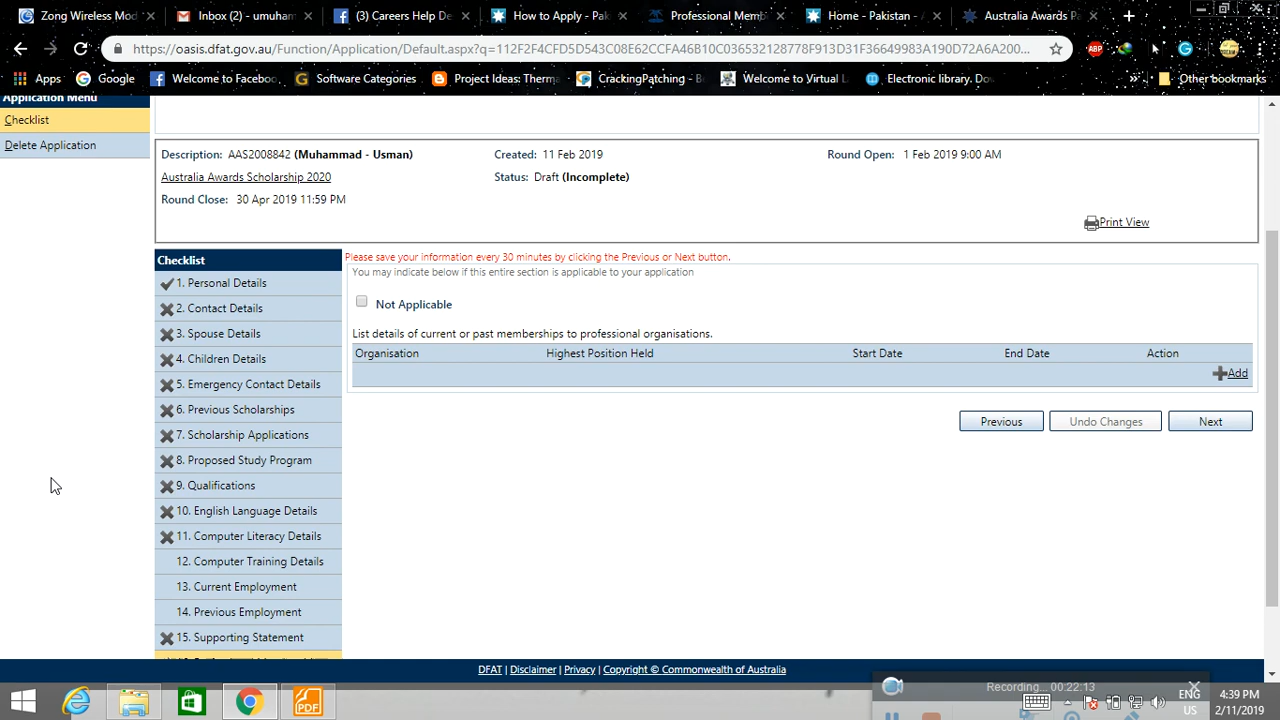 Zong Wireless Mod
Inbox (2) - umuham
(3) Careers Help De
How to Apply - Pak
Professional Memb
Home - Pakistan -
Australia Awards P
https://oasis.dfat.gov.au/Function/Application/Default.aspx?q=112F2F4CFD5D543C08E62CCFA46B10C036532128778F913D31F36649983A190D72A6A200...
Apps
Google
Welcome to Faceboo
Software Categories
Project Ideas: Therma
CrackingPatching - B
Welcome to Virtual L
Electronic library. Do
»
Other bookmarks
Application Menu
Checklist
Delete Application
Description: AAS2008842 (Muhammad - Usman)
Created: 11 Feb 2019
Round Open: 1 Feb 2019 9:00 AM
Australia Awards Scholarship 2020
Status: Draft (Incomplete)
Round Close: 30 Apr 2019 11:59 PM
Print View
Checklist
1. Personal Details
2. Contact Details
3. Spouse Details
4. Children Details
5. Emergency Contact Details
6. Previous Scholarships
7. Scholarship Applications
8. Proposed Study Program
9. Qualifications
10. English Language Details
11. Computer Literacy Details
12. Computer Training Details
13. Current Employment
14. Previous Employment
15. Supporting Statement
Please save your information every 30 minutes by clicking the Previous or Next button.
You may indicate below if this entire section is applicable to your application
Not Applicable
List details of current or past memberships to professional organisations.
Organisation Highest Position Held Start Date End Date Action
Add
Previous
Undo Changes
Next
DFAT | Disclaimer | Privacy | Copyright © Commonwealth of Australia
Recording... 00:22:13
PDF
ENG
US
4:39 PM
2/11/2019